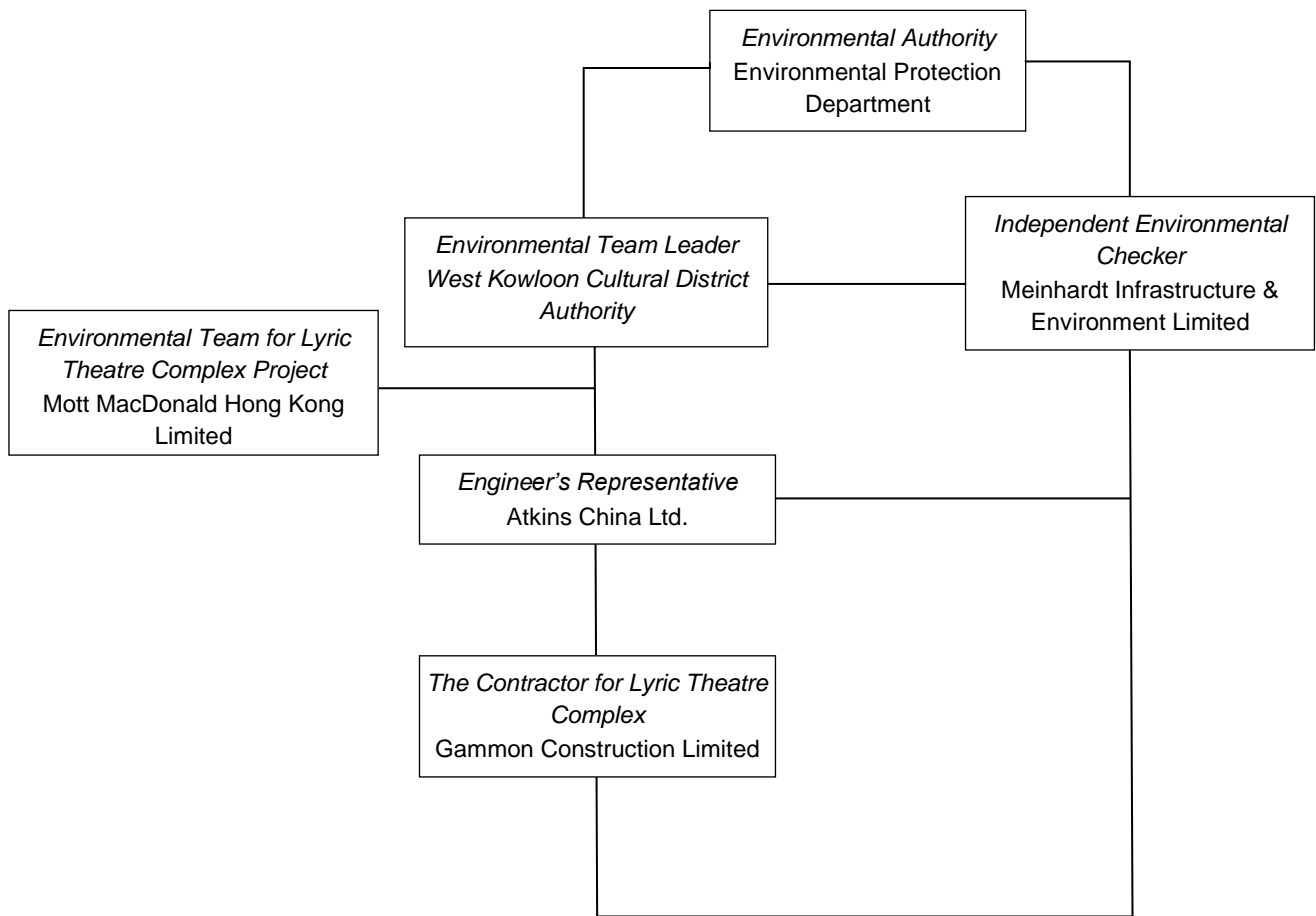 Environmental Authority
Environmental Protection
Department
Environmental Team Leader
West Kowloon Cultural District
Authority
Independent Environmental
Checker
Meinhardt Infrastructure &
Environment Limited
Environmental Team for Lyric
Theatre Complex Project
Mott MacDonald Hong Kong
Limited
Engineer’s Representative
Atkins China Ltd.
The Contractor for Lyric Theatre
Complex
Gammon Construction Limited